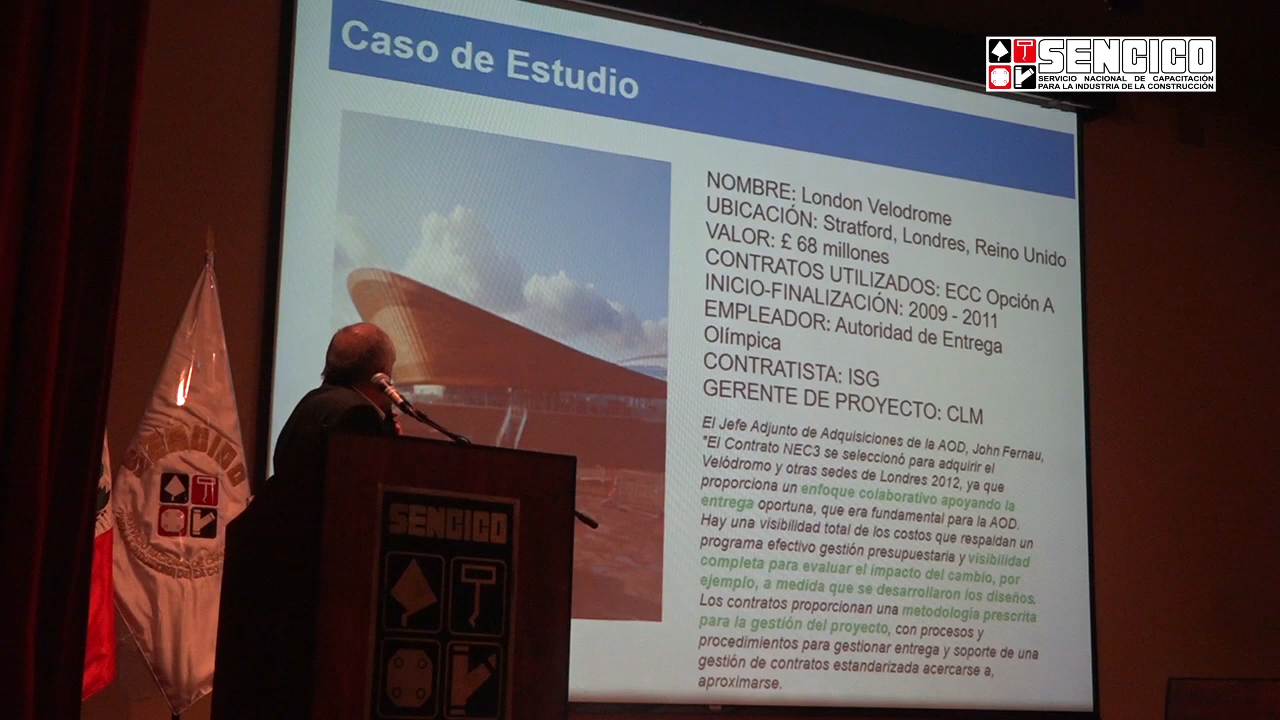 Caso de Estudio
SENCICO
SERVICIO NACIONAL DE CAPACITACIÓN
PARA LA INDUSTRIA DE LA CONSTRUCCIÓN
NOMBRE: London Velodrome
UBICACIÓN: Stratford, Londres, Reino Unido
VALOR: £ 68 millones
CONTRATOS UTILIZADOS: ECC Opción A
INICIO-FINALIZACIÓN: 2009 - 2011
EMPLEADOR: Autoridad de Entrega
Olímpica
CONTRATISTA: ISG
GERENTE DE PROYECTO: CLM
El Jefe Adjunto de Adquisiciones de la AOD, John Fernau,
"El Contrato NEC3 se seleccionó para adquirir el
Velódromo y otras sedes de Londres 2012, ya que
proporciona un enfoque colaborativo apoyando la
entrega oportuna, que era fundamental para la AOD.
Hay una visibilidad total de los costos que respaldan un
programa efectivo gestión presupuestaria y visibilidad
completa para evaluar el impacto del cambio, por
ejemplo, a medida que se desarrollaron los diseños.
Los contratos proporcionan una metodología prescrita
para la gestión del proyecto, con procesos y
procedimientos para gestionar entrega y soporte de una
gestión de contratos estandarizada acercarse a,
aproximarse.
SENCICO
SENCICO